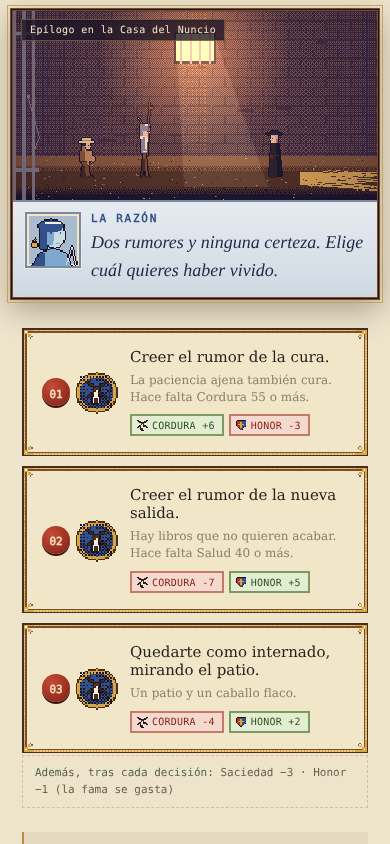 Epílogo en la Casa del Nuncio
LA RAZÓN
Dos rumores y ninguna certeza. Elige
cuál quieres haber vivido.
01
Creer el rumor de la cura.
La paciencia ajena también cura.
Hace falta Cordura 55 o más.
CORDURA +6 HONOR -3
02
Creer el rumor de la nueva
salida.
Hay libros que no quieren acabar.
Hace falta Salud 40 o más.
CORDURA -7 HONOR +5
03
Quedarte como internado,
mirando el patio.
Un patio y un caballo flaco.
CORDURA -4 HONOR +2
Además, tras cada decisión: Saciedad −3 · Honor
−1 (la fama se gasta)